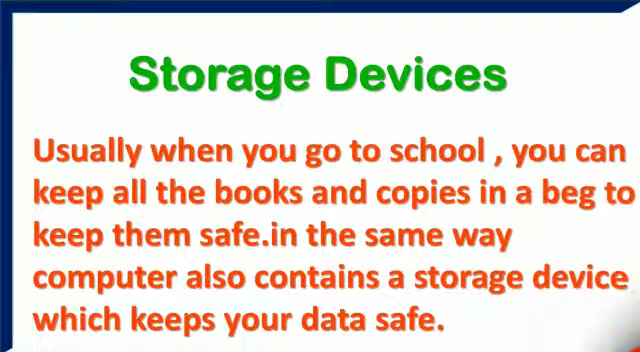 Storage Devices
Usually when you go to school , you can
keep all the books and copies in a beg to
keep them safe.in the same way
computer also contains a storage device
which keeps your data safe.